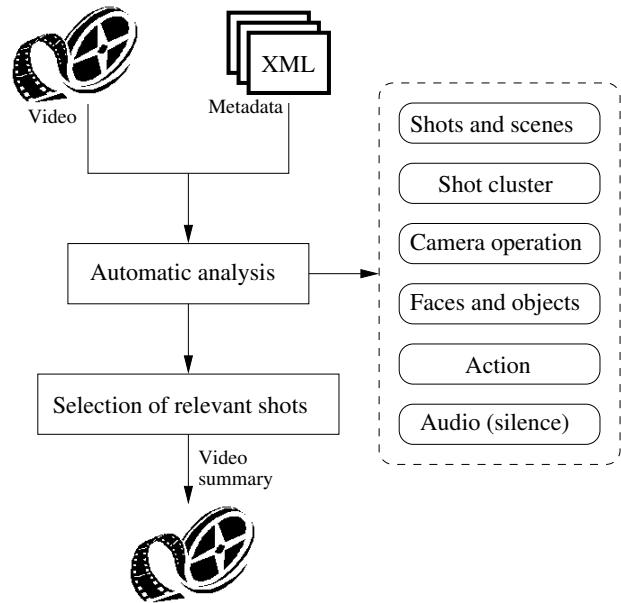 XML
Video
Metadata
Automatic analysis
Selection of relevant shots
Video
summary
Shots and scenes
Shot cluster
Camera operation
Faces and objects
Action
Audio (silence)